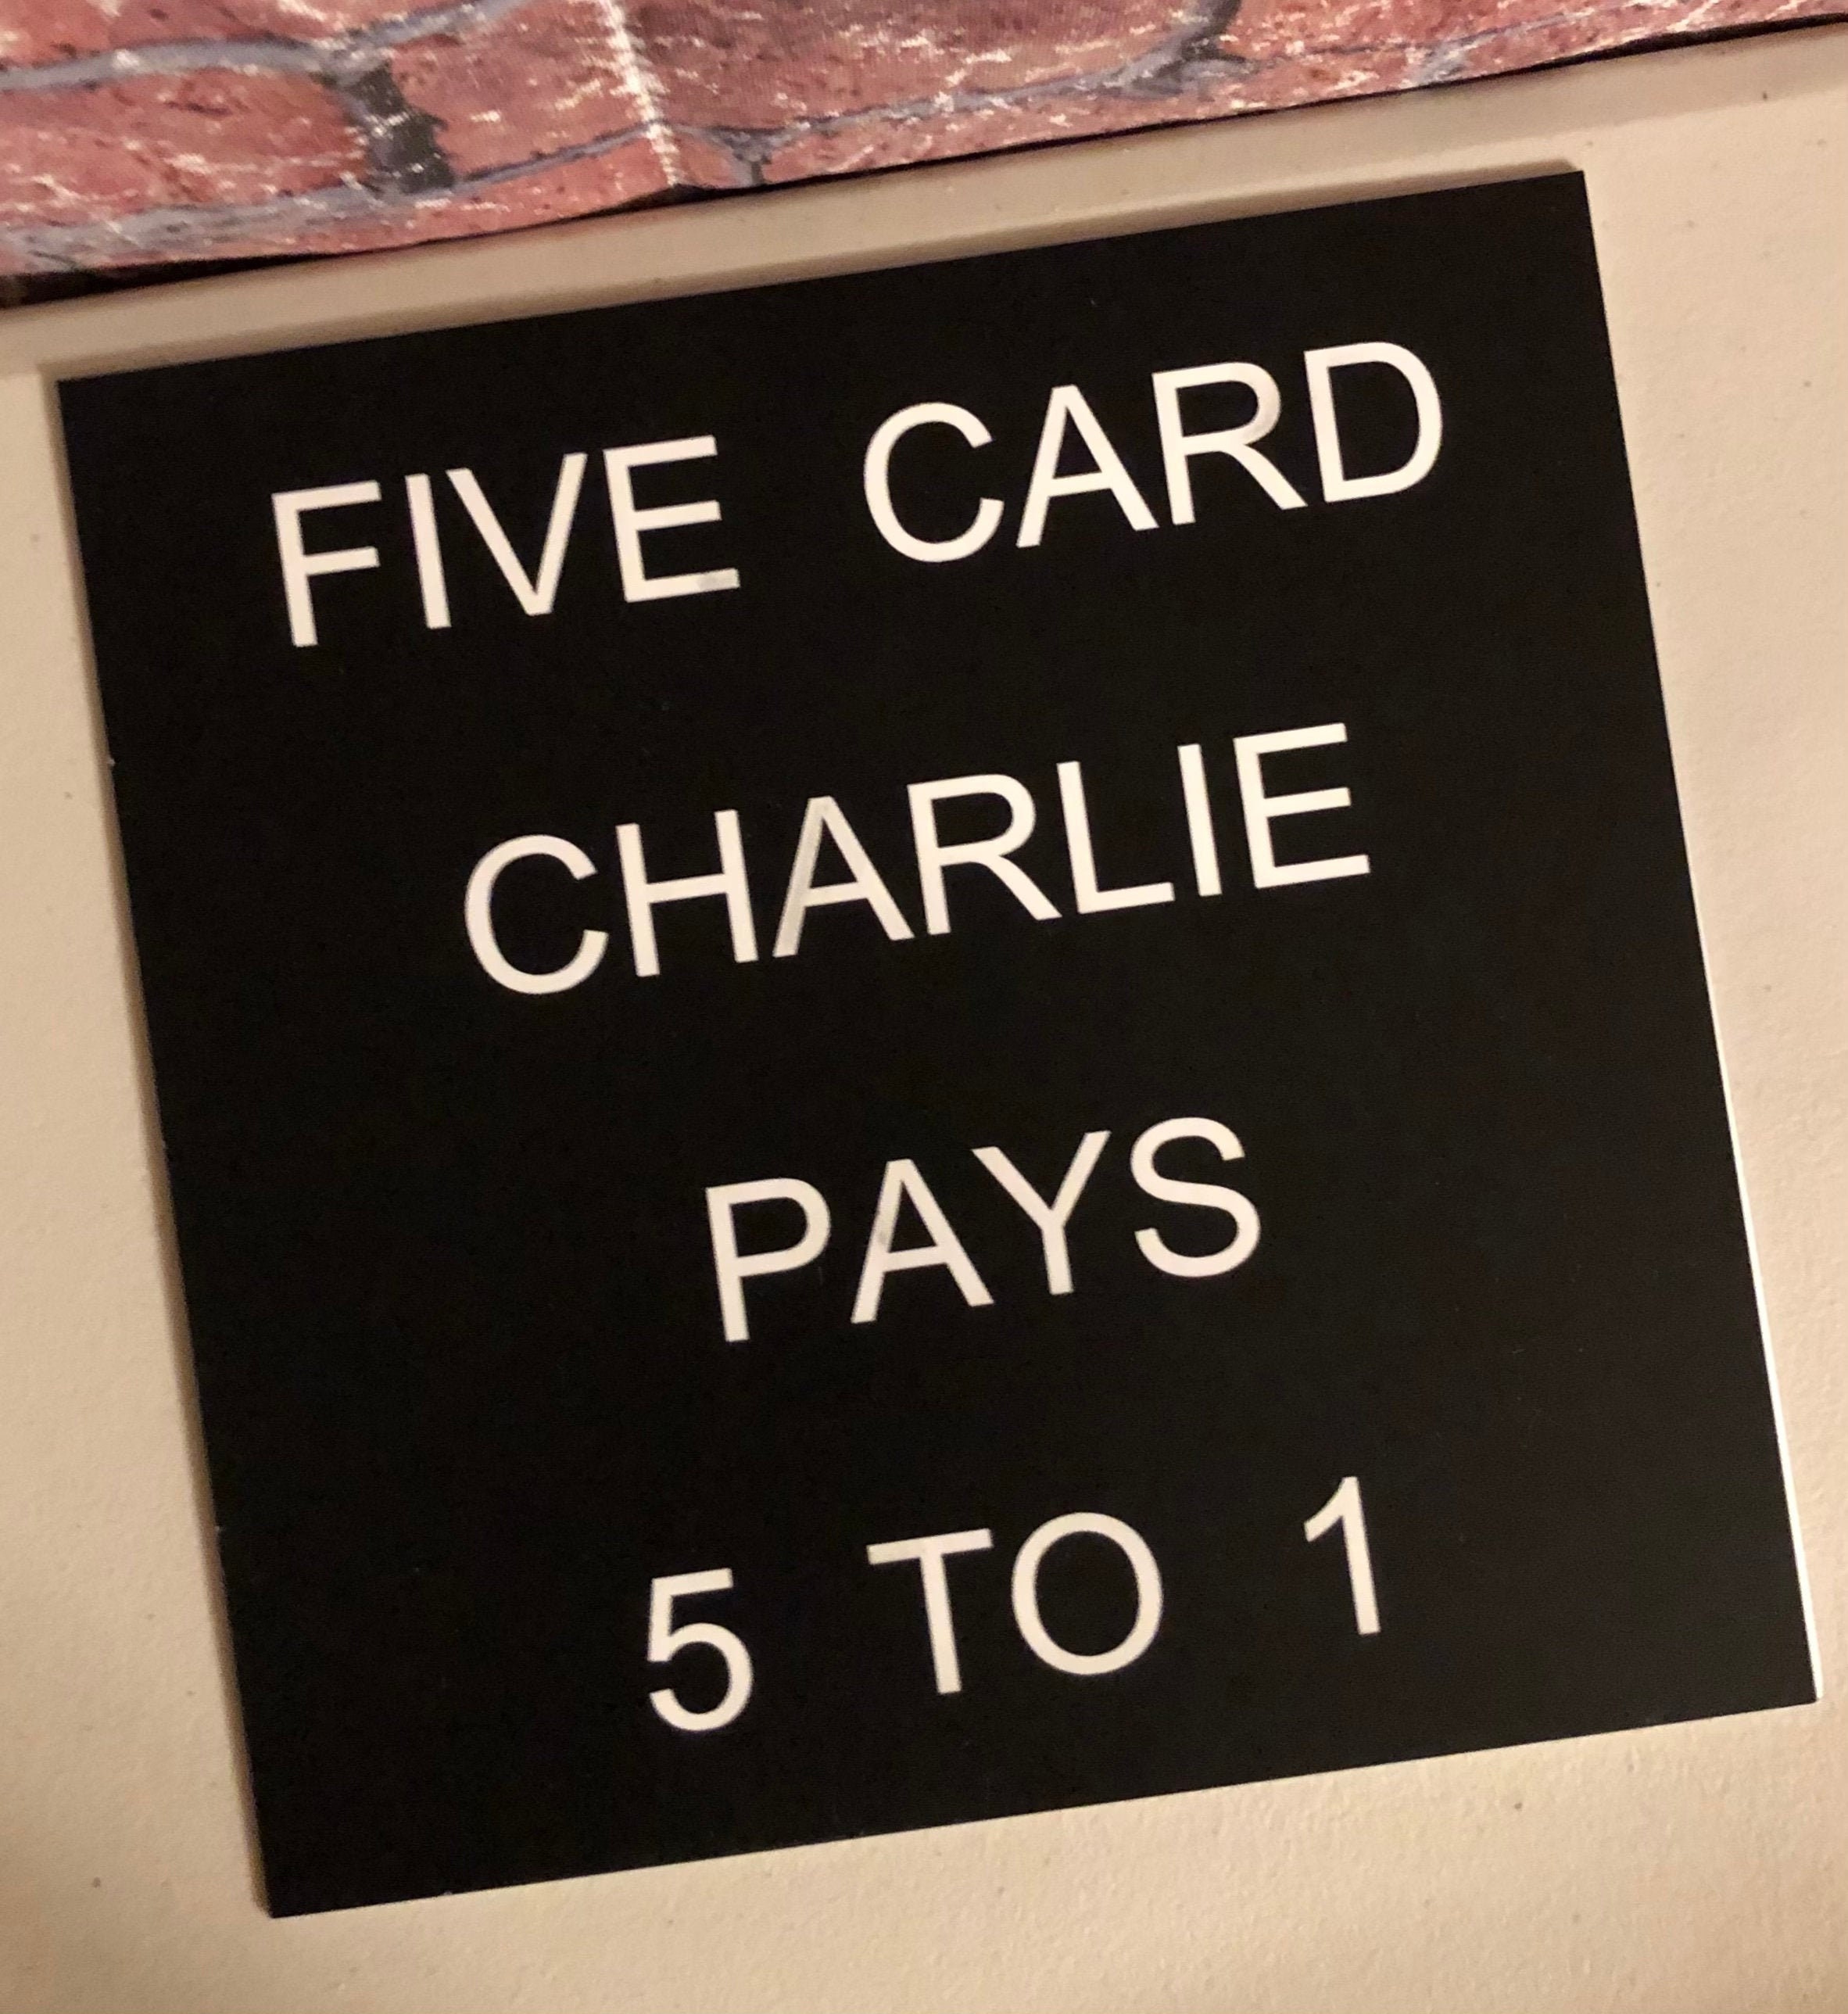 FIVE CARD
CHARLIE
PAYS
5 TO 1